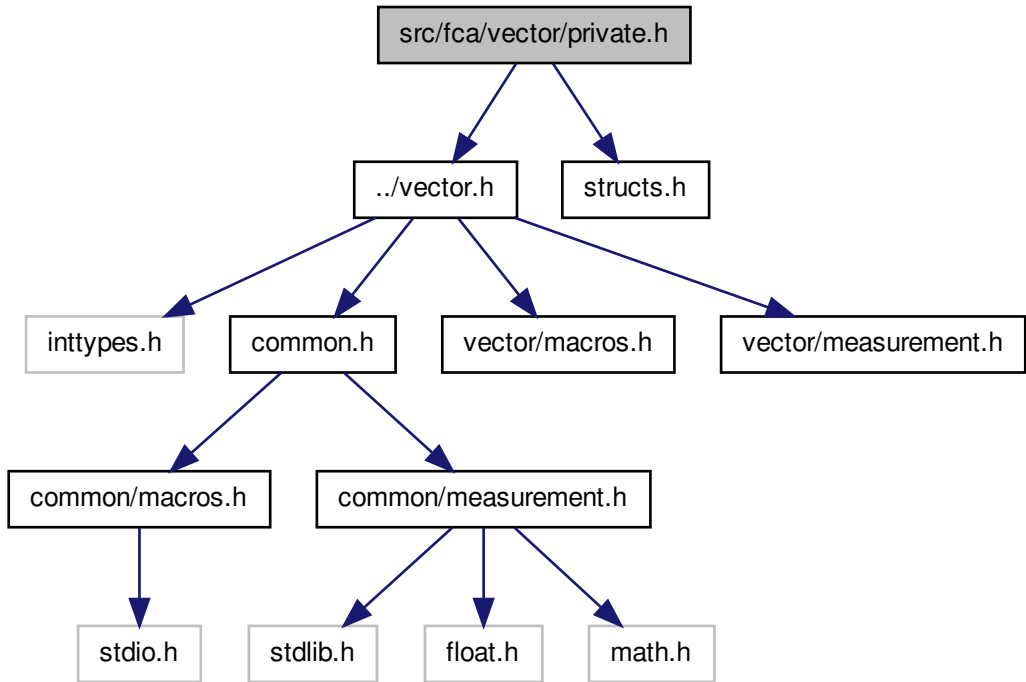 src/fca/vector/private.h
../vector.h
structs.h
inttypes.h
common.h
vector/macros.h
vector/measurement.h
common/macros.h
common/measurement.h
stdio.h
stdlib.h
float.h
math.h